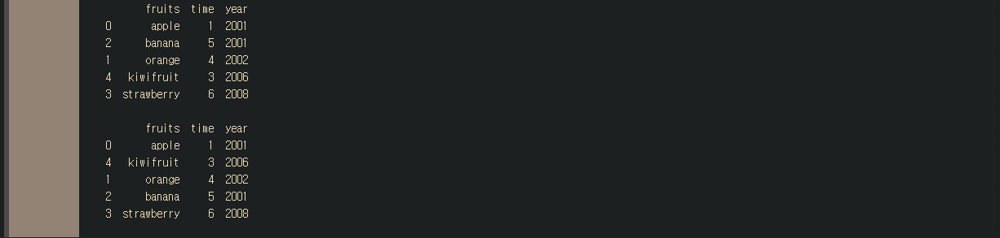 fruits time year
0 apple 1 2001
2 banana 5 2001
1 orange 4 2002
4 kiwifruit 3 2006
3 strawberry 6 2008
fruits time year
0 apple 1 2001
4 kiwifruit 3 2006
1 orange 4 2002
2 banana 5 2001
3 strawberry 6 2008